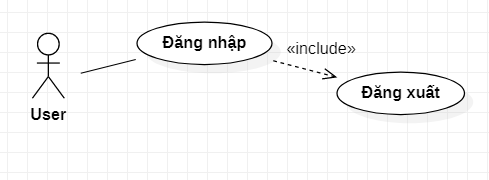 Đăng nhập
«include»
Đăng xuất
User